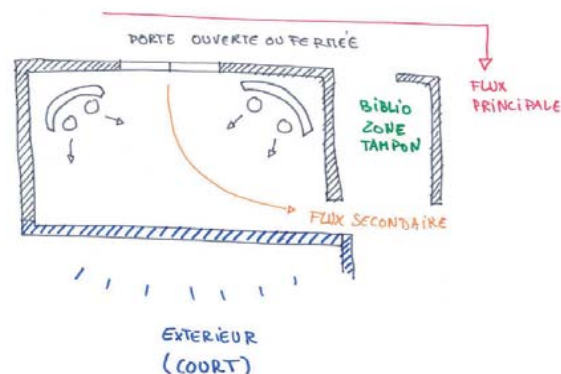 PORTE OUVERTE OU FERMÉE
FLUX
PRINCIPALE
BIBLIO
ZONE
TAMPON
FLUX SECONDAIRE
EXTERIEUR
(COURT)